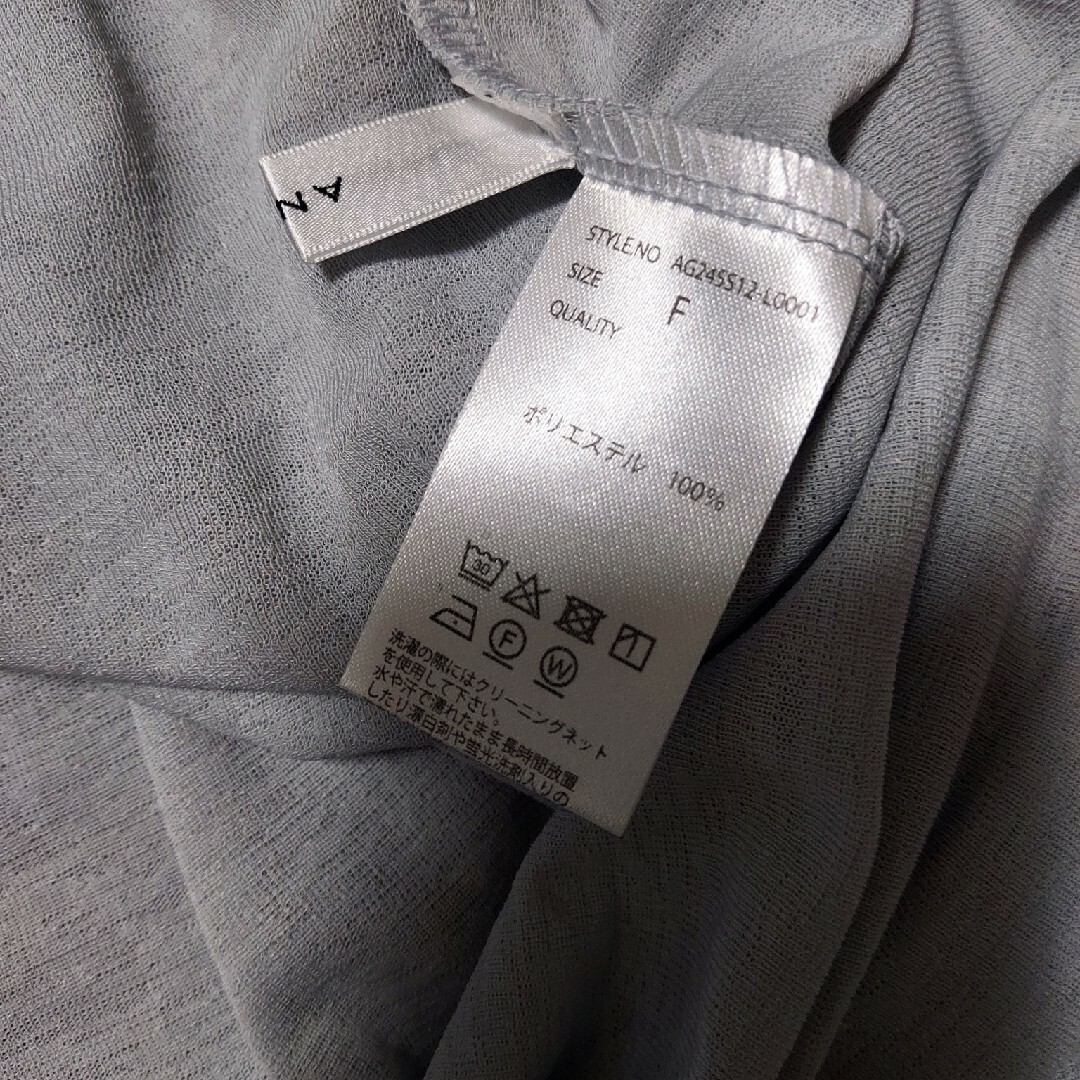 NA
STYLE.NO AG245S12-L0001
SIZE F
QUALITY
ポリエステル 100%
30
F W
洗濯の際にはクリーニングネット
を使用して下さい。
水や汗で濡れたまま長時間放置
したり漂白剤や蛍光洗剤入りの